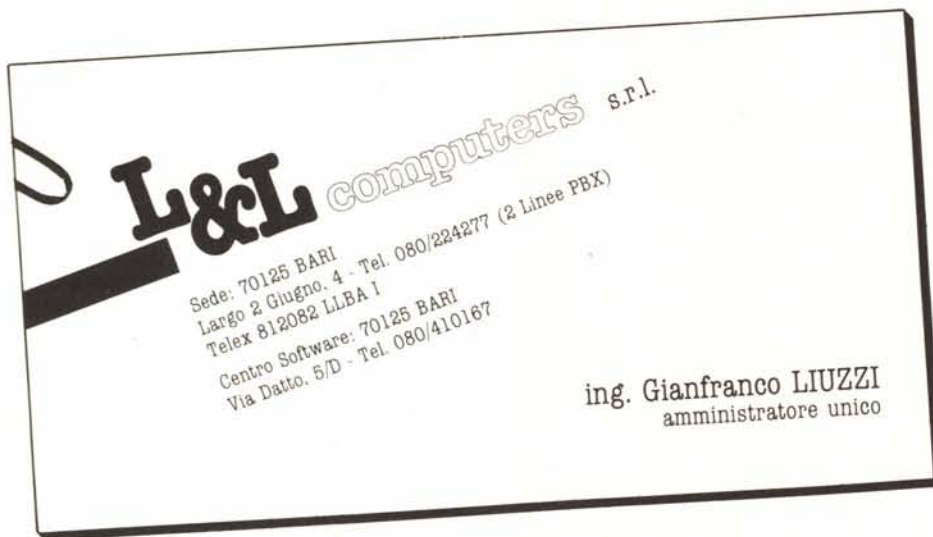 L&L computers s.r.l.
Sede: 70125 BARI
Largo 2 Giugno, 4 - Tel. 080/224277 (2 Linee PBX)
Telex 812082 LLBA I
Centro Software: 70125 BARI
Via Datto, 5/D - Tel. 080/410167
ing. Gianfranco LIUZZI
amministratore unico